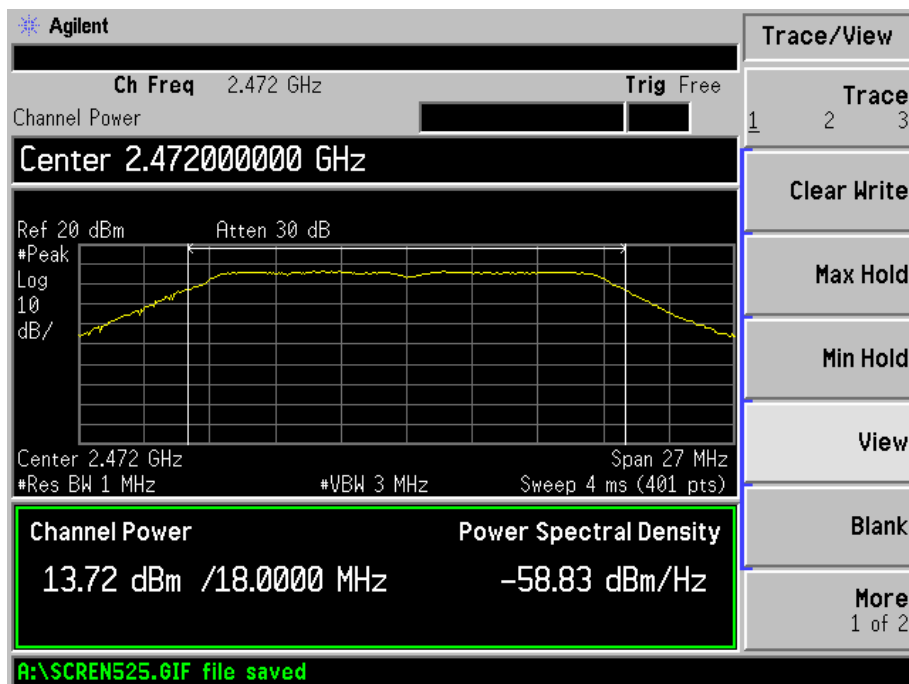 Agilent
Ch Freq 2.472 GHz Trig Free
Channel Power
Center 2.472000000 GHz
Ref 20 dBm Atten 30 dB
#Peak
Log
10
dB/
Center 2.472 GHz Span 27 MHz
#Res BW 1 MHz #VBW 3 MHz Sweep 4 ms (401 pts)
Channel Power Power Spectral Density
13.72 dBm /18.0000 MHz -58.83 dBm/Hz
A:\SCREN525.GIF file saved
Trace/View
Trace
1 2 3
Clear Write
Max Hold
Min Hold
View
Blank
More
1 of 2